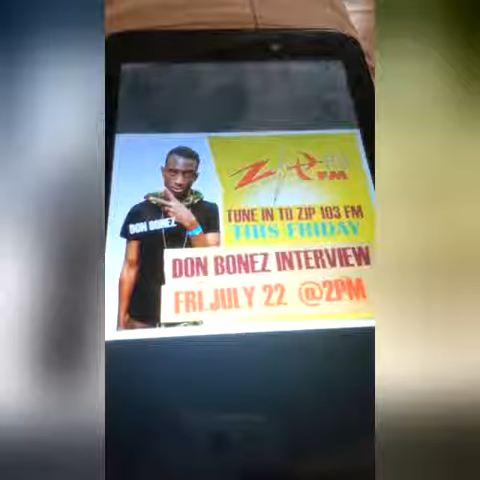 ZIP
FM
TUNE IN TO ZIP 103 FM
THIS FRIDAY
DON BONEZ
DON BONEZ INTERVIEW
FRI.JULY 22 @2PM